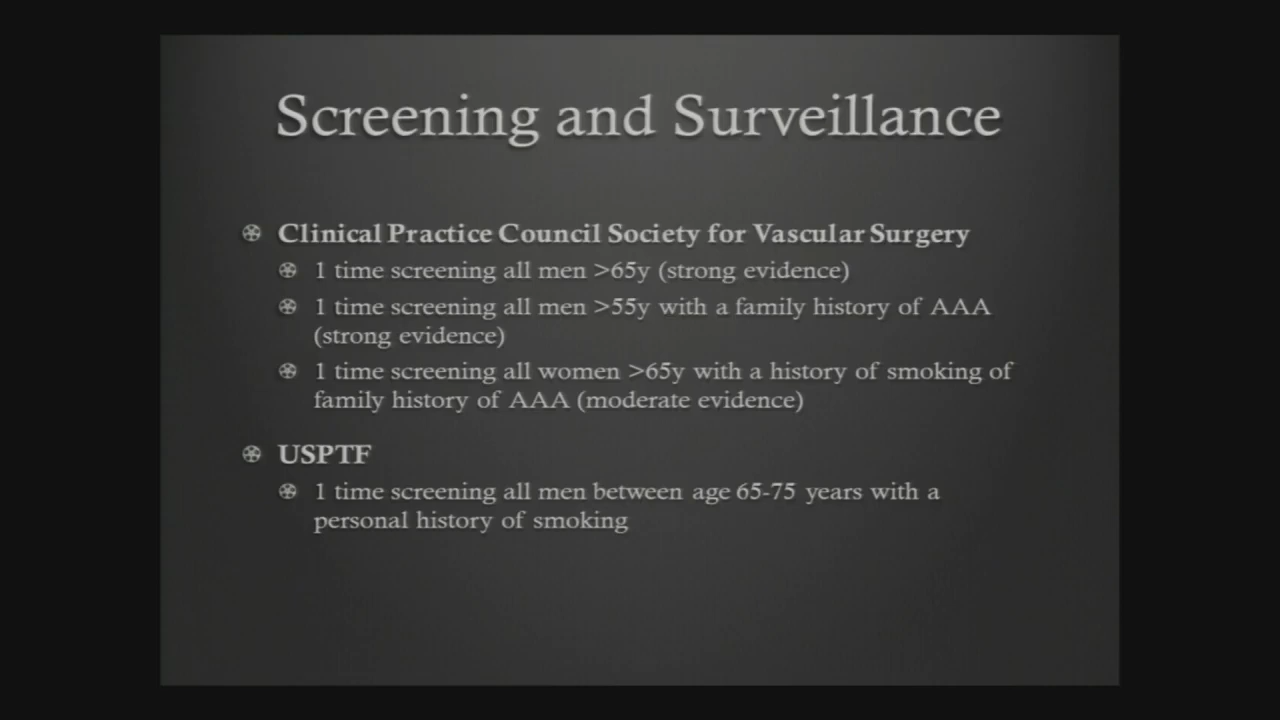 Screening and Surveillance
Clinical Practice Council Society for Vascular Surgery
1 time screening all men >65y (strong evidence)
1 time screening all men >55y with a family history of AAA
(strong evidence)
1 time screening all women >65y with a history of smoking of
family history of AAA (moderate evidence)
USPTF
1 time screening all men between age 65-75 years with a
personal history of smoking